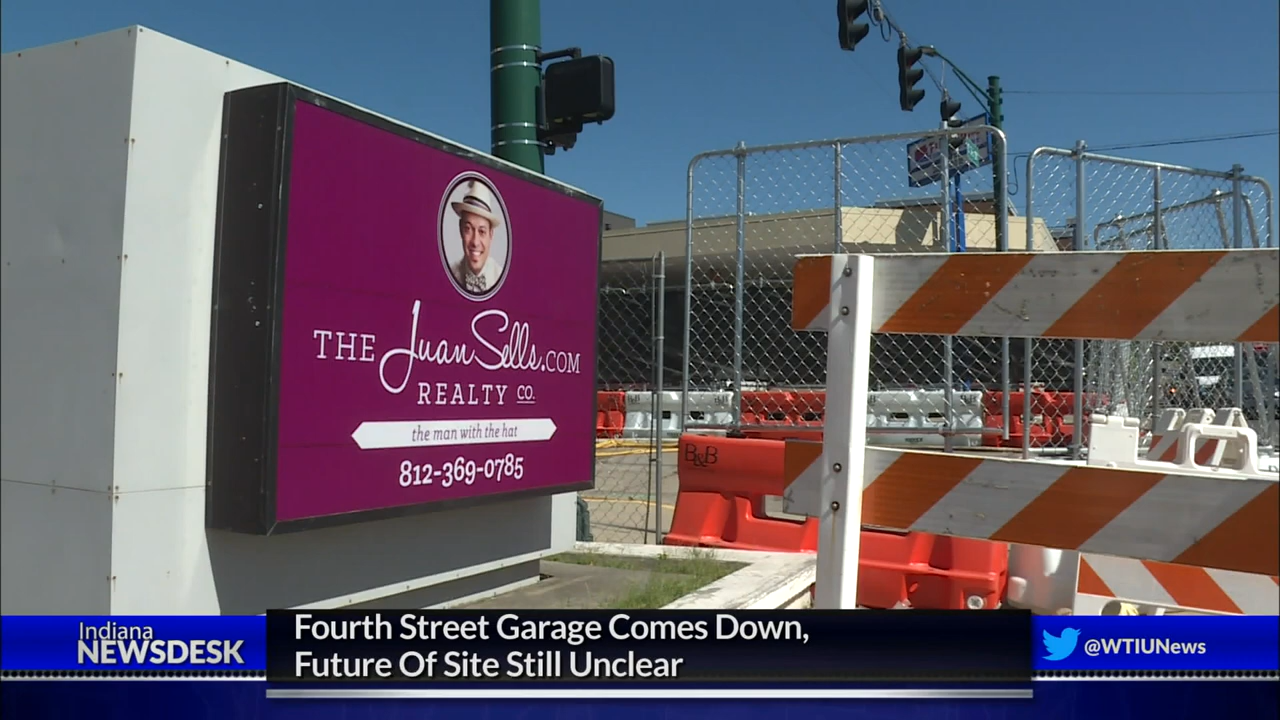 THE JuanSells.COM
REALTY CO.
the man with the hat
812-369-0785
B&B
Indiana
NEWSDESK
Fourth Street Garage Comes Down,
Future Of Site Still Unclear
@WTIUNews